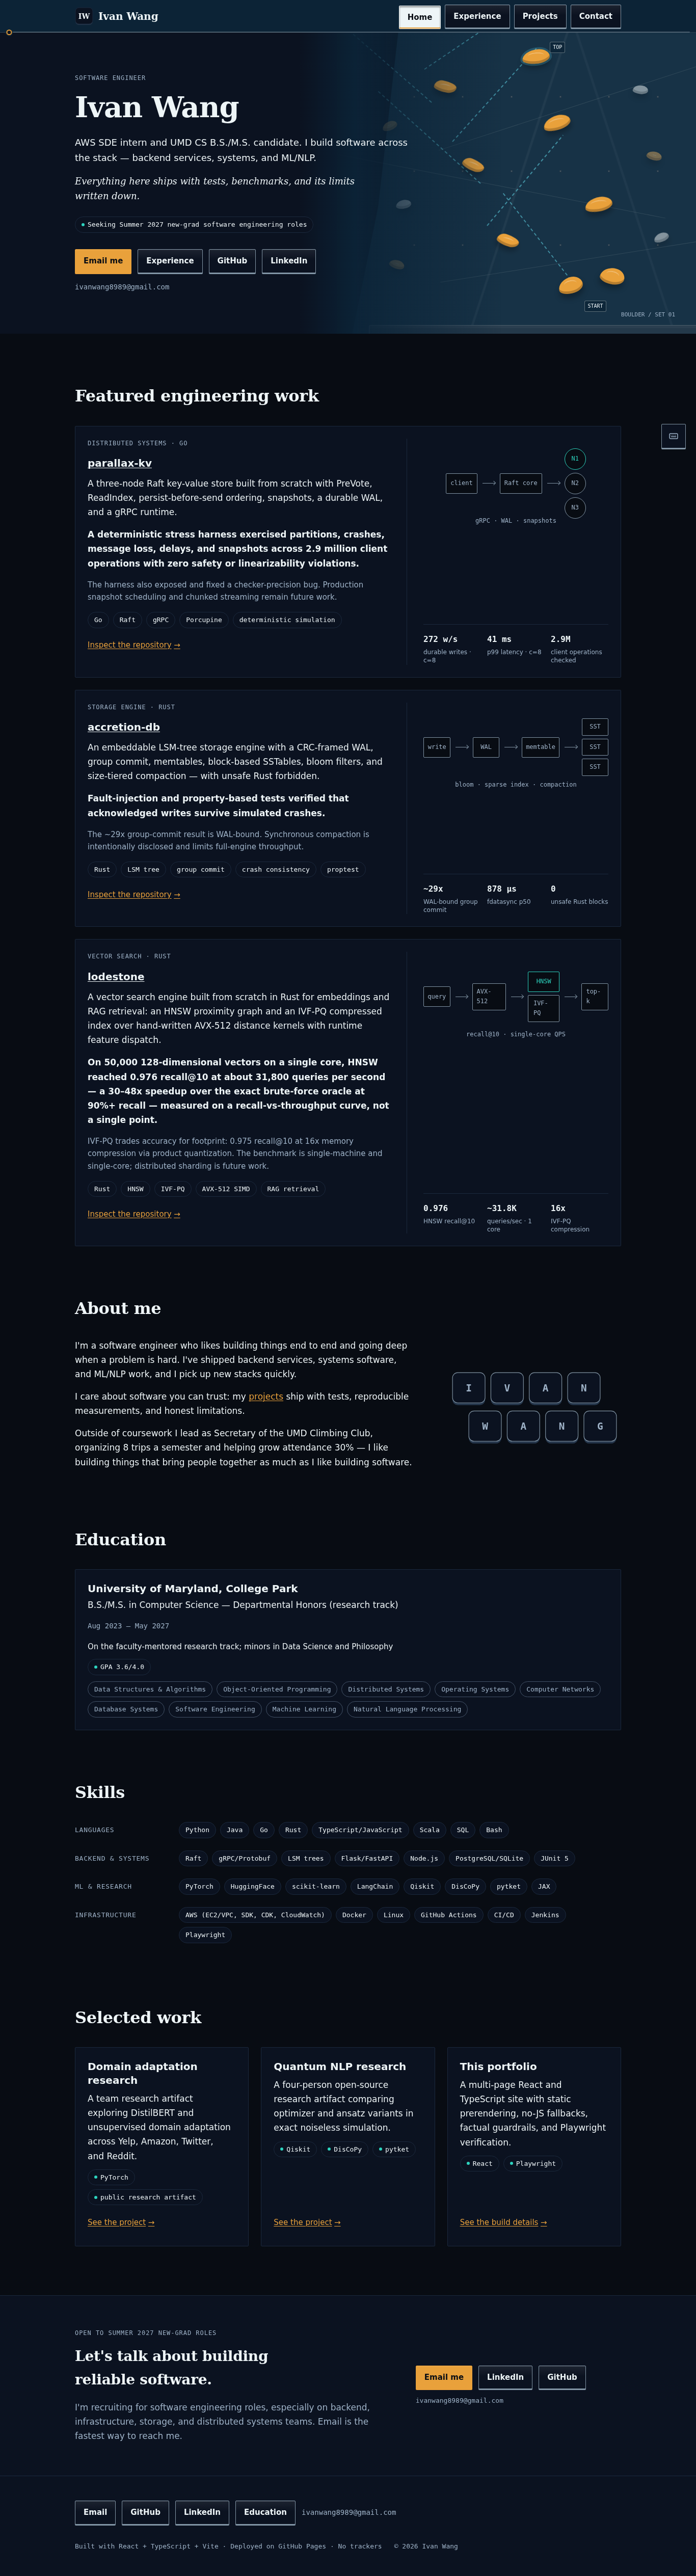 IW Ivan Wang
Home Experience Projects Contact
SOFTWARE ENGINEER
Ivan Wang
AWS SDE intern and UMD CS B.S./M.S. candidate. I build software across
the stack — backend services, systems, and ML/NLP.
Everything here ships with tests, benchmarks, and its limits
written down.
Seeking Summer 2027 new-grad software engineering roles
Email me Experience GitHub LinkedIn
ivanwang8989@gmail.com
TOP
START
BOULDER / SET 01
Featured engineering work
DISTRIBUTED SYSTEMS · GO
parallax-kv
A three-node Raft key-value store built from scratch with PreVote,
ReadIndex, persist-before-send ordering, snapshots, a durable WAL,
and a gRPC runtime.
A deterministic stress harness exercised partitions, crashes,
message loss, delays, and snapshots across 2.9 million client
operations with zero safety or linearizability violations.
The harness also exposed and fixed a checker-precision bug. Production
snapshot scheduling and chunked streaming remain future work.
Go Raft gRPC Porcupine deterministic simulation
Inspect the repository →
client
Raft core
N1
N2
N3
gRPC · WAL · snapshots
272 w/s
durable writes ·
c=8
41 ms
p99 latency · c=8
2.9M
client operations
checked
STORAGE ENGINE · RUST
accretion-db
An embeddable LSM-tree storage engine with a CRC-framed WAL,
group commit, memtables, block-based SSTables, bloom filters, and
size-tiered compaction — with unsafe Rust forbidden.
Fault-injection and property-based tests verified that
acknowledged writes survive simulated crashes.
The ~29x group-commit result is WAL-bound. Synchronous compaction is
intentionally disclosed and limits full-engine throughput.
Rust LSM tree group commit crash consistency proptest
Inspect the repository →
write
WAL
memtable
SST
SST
SST
bloom · sparse index · compaction
~29x
WAL-bound group
commit
878 µs
fdatasync p50
0
unsafe Rust blocks
VECTOR SEARCH · RUST
lodestone
A vector search engine built from scratch in Rust for embeddings and
RAG retrieval: an HNSW proximity graph and an IVF-PQ compressed
index over hand-written AVX-512 distance kernels with runtime
feature dispatch.
On 50,000 128-dimensional vectors on a single core, HNSW
reached 0.976 recall@10 at about 31,800 queries per second
— a 30–48x speedup over the exact brute-force oracle at
90%+ recall — measured on a recall-vs-throughput curve, not
a single point.
IVF-PQ trades accuracy for footprint: 0.975 recall@10 at 16x memory
compression via product quantization. The benchmark is single-machine and
single-core; distributed sharding is future work.
Rust HNSW IVF-PQ AVX-512 SIMD RAG retrieval
Inspect the repository →
query
AVX-
512
HNSW
IVF-
PQ
top-
k
recall@10 · single-core QPS
0.976
HNSW recall@10
~31.8K
queries/sec · 1
core
16x
IVF-PQ
compression
About me
I'm a software engineer who likes building things end to end and going deep
when a problem is hard. I've shipped backend services, systems software,
and ML/NLP work, and I pick up new stacks quickly.
I care about software you can trust: my projects ship with tests, reproducible
measurements, and honest limitations.
Outside of coursework I lead as Secretary of the UMD Climbing Club,
organizing 8 trips a semester and helping grow attendance 30% — I like
building things that bring people together as much as I like building software.
I V A N
W A N G
Education
University of Maryland, College Park
B.S./M.S. in Computer Science — Departmental Honors (research track)
Aug 2023 – May 2027
On the faculty-mentored research track; minors in Data Science and Philosophy
GPA 3.6/4.0
Data Structures & Algorithms Object-Oriented Programming Distributed Systems Operating Systems Computer Networks
Database Systems Software Engineering Machine Learning Natural Language Processing
Skills
LANGUAGES Python Java Go Rust TypeScript/JavaScript Scala SQL Bash
BACKEND & SYSTEMS Raft gRPC/Protobuf LSM trees Flask/FastAPI Node.js PostgreSQL/SQLite JUnit 5
ML & RESEARCH PyTorch HuggingFace scikit-learn LangChain Qiskit DisCoPy pytket JAX
INFRASTRUCTURE AWS (EC2/VPC, SDK, CDK, CloudWatch) Docker Linux GitHub Actions CI/CD Jenkins
Playwright
Selected work
Domain adaptation
research
A team research artifact
exploring DistilBERT and
unsupervised domain adaptation
across Yelp, Amazon, Twitter,
and Reddit.
PyTorch
public research artifact
See the project →
Quantum NLP research
A four-person open-source
research artifact comparing
optimizer and ansatz variants in
exact noiseless simulation.
Qiskit DisCoPy pytket
See the project →
This portfolio
A multi-page React and
TypeScript site with static
prerendering, no-JS fallbacks,
factual guardrails, and Playwright
verification.
React Playwright
See the build details →
OPEN TO SUMMER 2027 NEW-GRAD ROLES
Let's talk about building
reliable software.
I'm recruiting for software engineering roles, especially on backend,
infrastructure, storage, and distributed systems teams. Email is the
fastest way to reach me.
Email me LinkedIn GitHub
ivanwang8989@gmail.com
Email GitHub LinkedIn Education ivanwang8989@gmail.com
Built with React + TypeScript + Vite · Deployed on GitHub Pages · No trackers © 2026 Ivan Wang